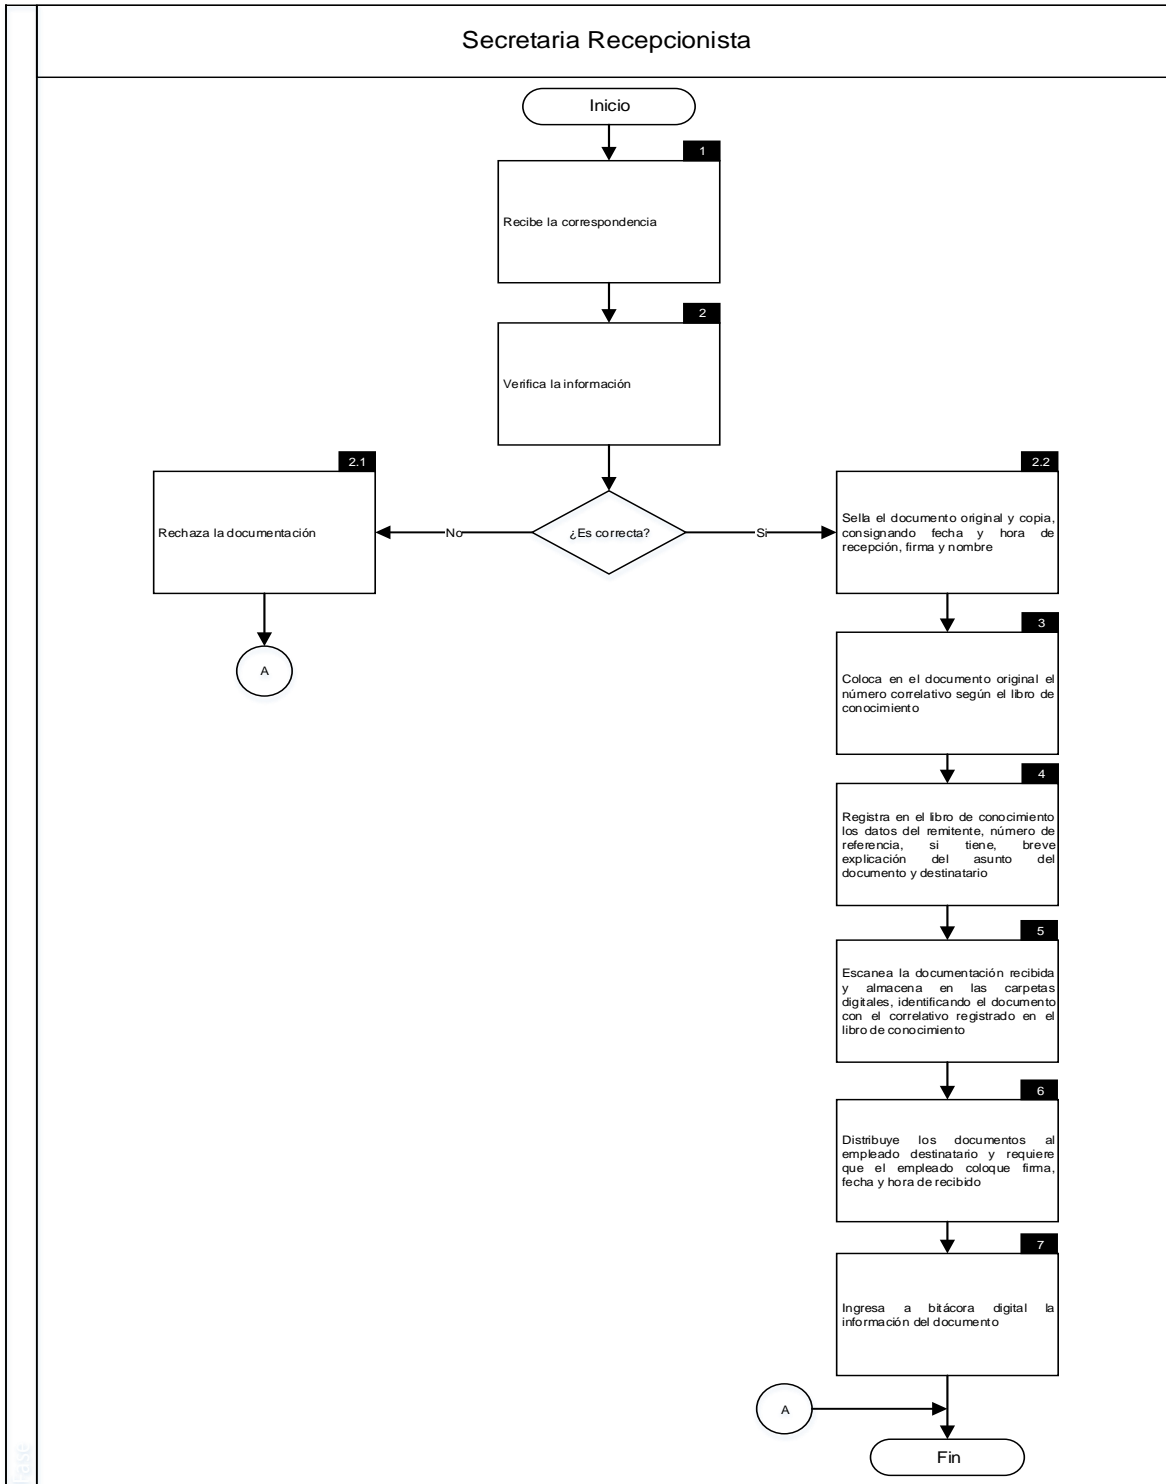 Secretaria Recepcionista
Inicio
1
Recibe la correspondencia
2
Verifica la información
2.1
Rechaza la documentación
No
¿Es correcta?
Sí
2.2
Sella el documento original y copia,
consignando fecha y hora de
recepción, firma y nombre
A
3
Coloca en el documento original el
número correlativo según el libro de
conocimiento
4
Registra en el libro de conocimiento
los datos del remitente, número de
referencia, si tiene, breve
explicación del asunto del
documento y destinatario
5
Escanea la documentación recibida
y almacena en las carpetas
digitales, identificando el documento
con el correlativo registrado en el
libro de conocimiento
6
Distribuye los documentos al
empleado destinatario y requiere
que el empleado coloque firma,
fecha y hora de recibido
7
Ingresa a bitácora digital la
información del documento
A
Fin
Fase